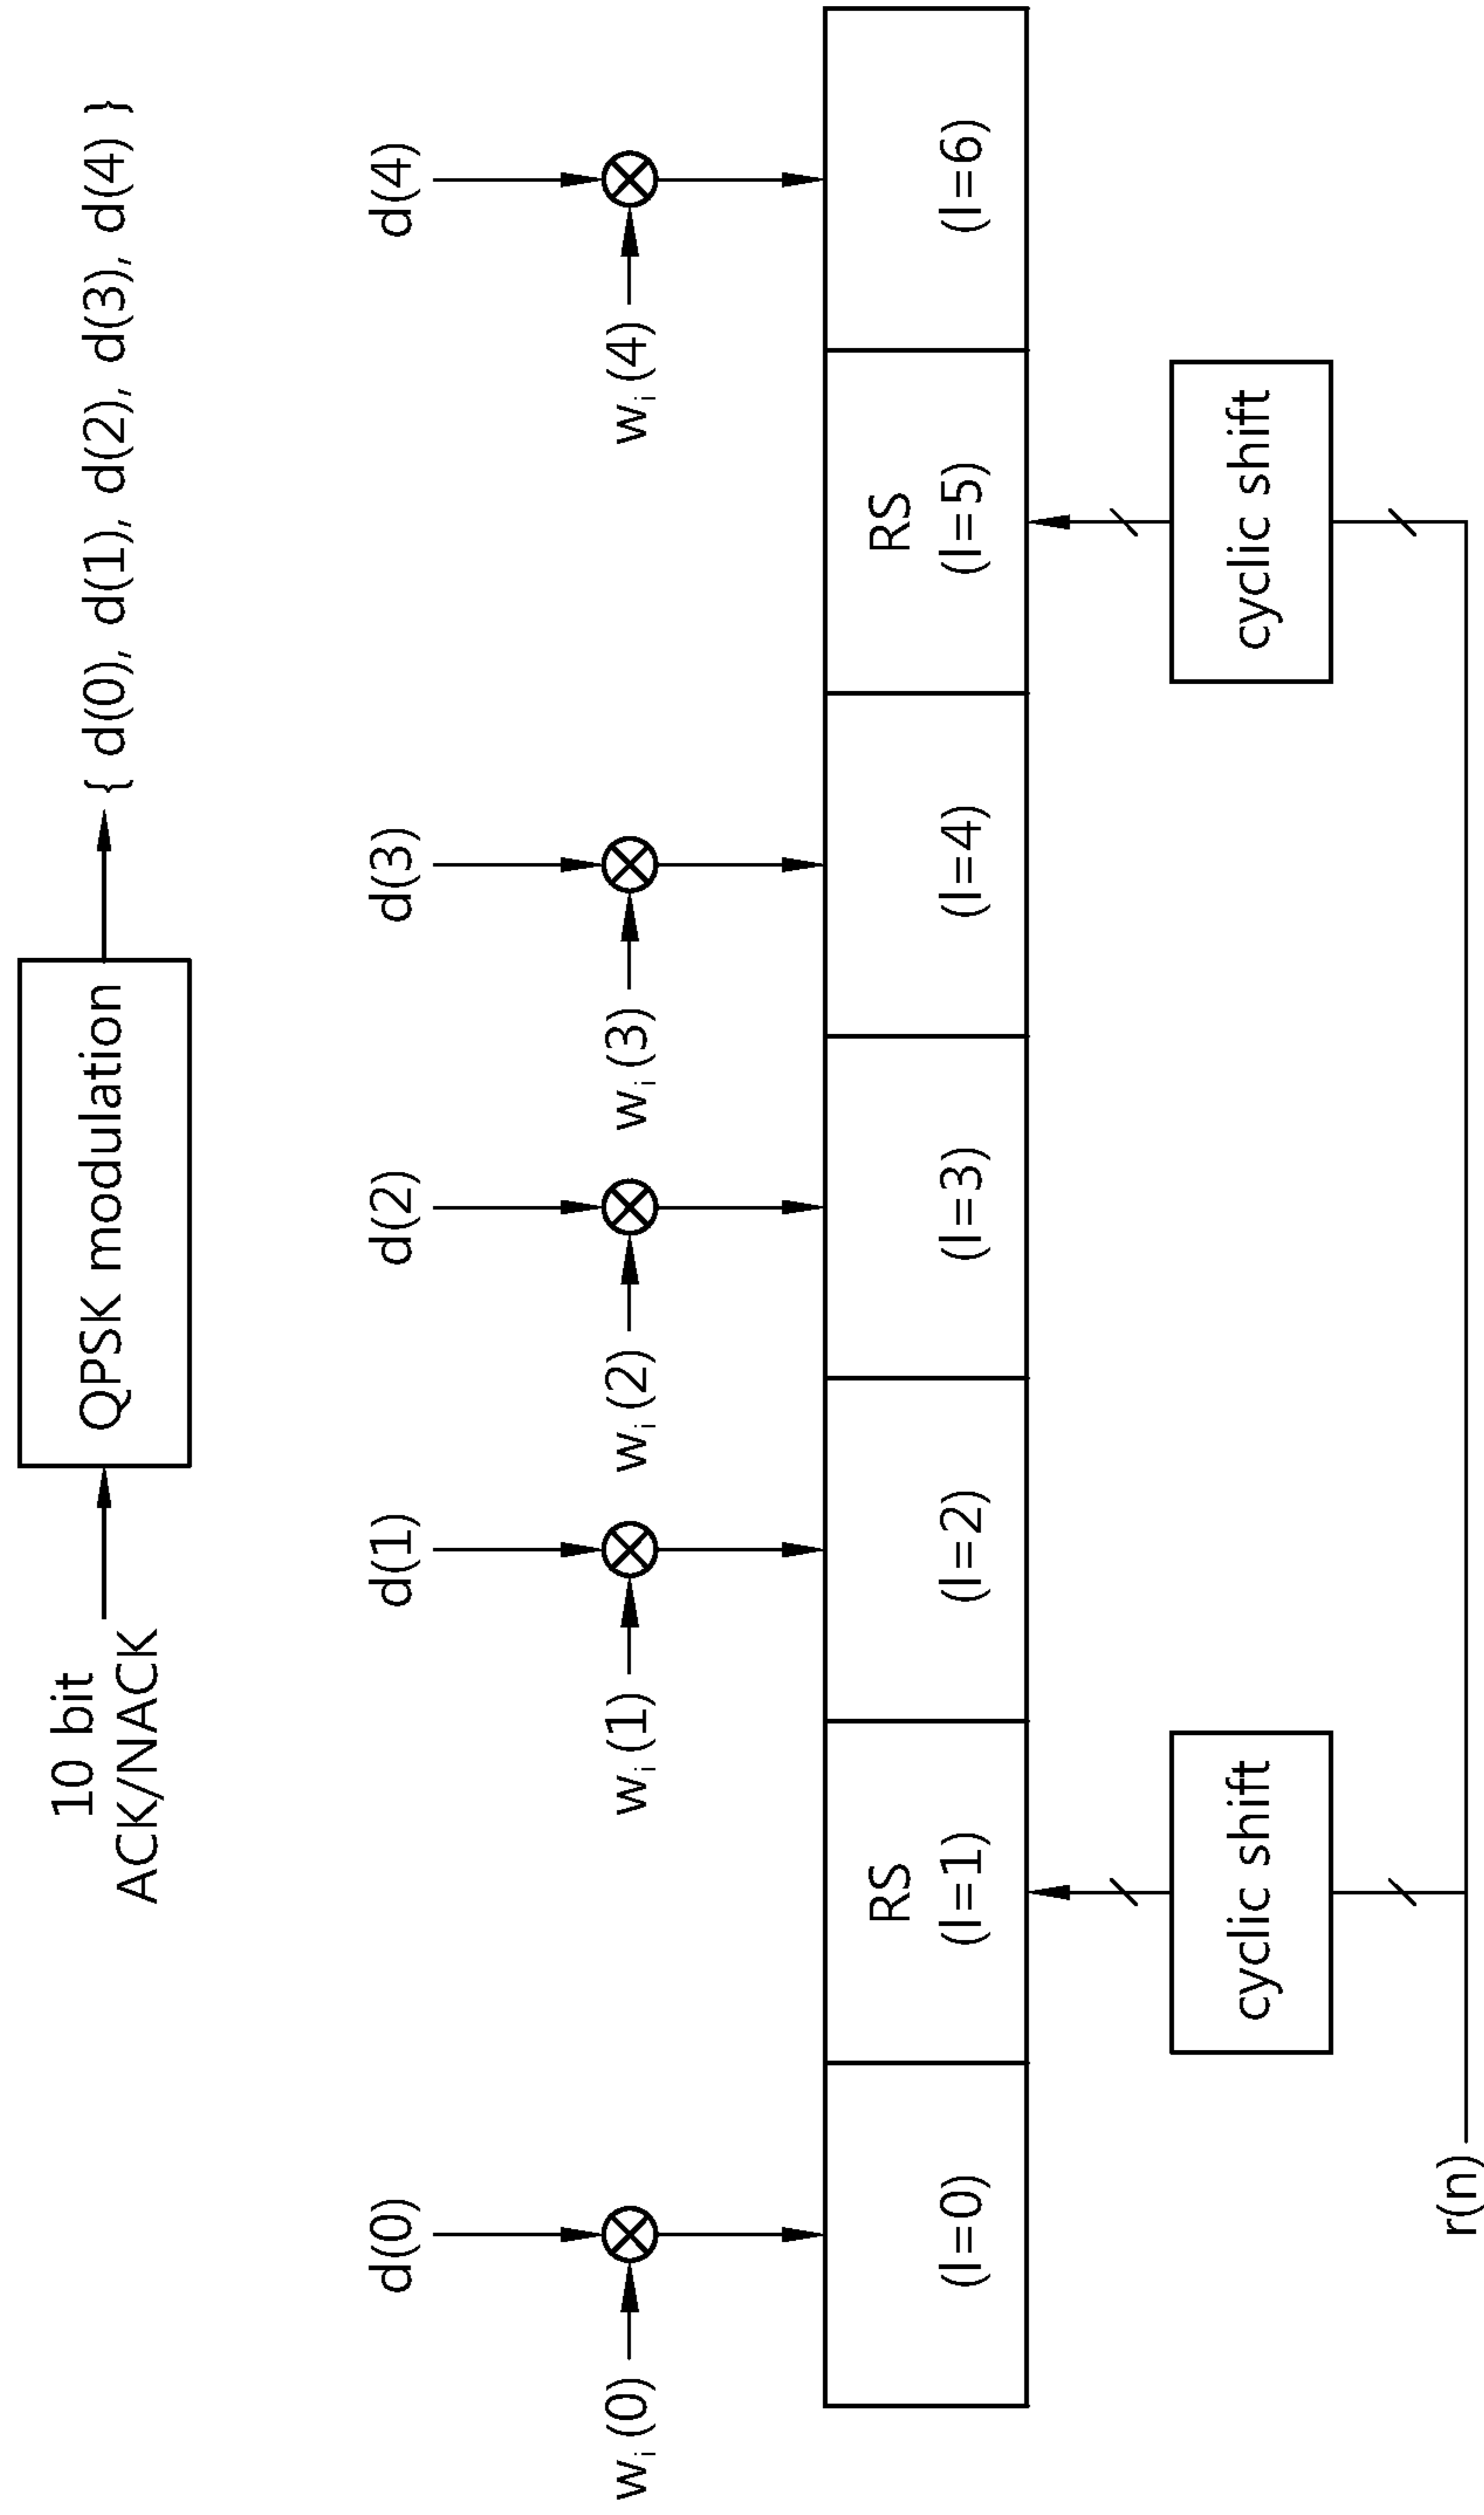 10 bit
ACK/NACK
QPSK modulation
{ d(0), d(1), d(2), d(3), d(4) }
d(0)
d(1)
d(2)
d(3)
d(4)
wi(0)
wi(1)
wi(2)
wi(3)
wi(4)
(l=0)
RS
(l=1)
(l=2)
(l=3)
(l=4)
RS
(l=5)
(l=6)
cyclic shift
cyclic shift
r(n)